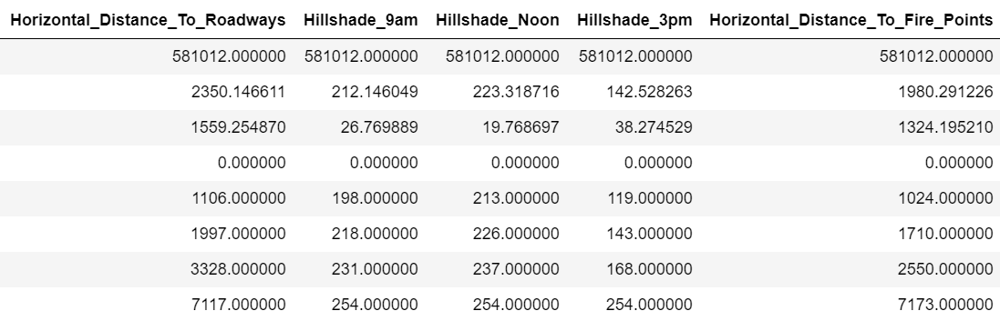 Horizontal_Distance_To_Roadways Hillshade_9am Hillshade_Noon Hillshade_3pm Horizontal_Distance_To_Fire_Points
581012.000000 581012.000000 581012.000000 581012.000000 581012.000000
2350.146611 212.146049 223.318716 142.528263 1980.291226
1559.254870 26.769889 19.768697 38.274529 1324.195210
0.000000 0.000000 0.000000 0.000000 0.000000
1106.000000 198.000000 213.000000 119.000000 1024.000000
1997.000000 218.000000 226.000000 143.000000 1710.000000
3328.000000 231.000000 237.000000 168.000000 2550.000000
7117.000000 254.000000 254.000000 254.000000 7173.000000